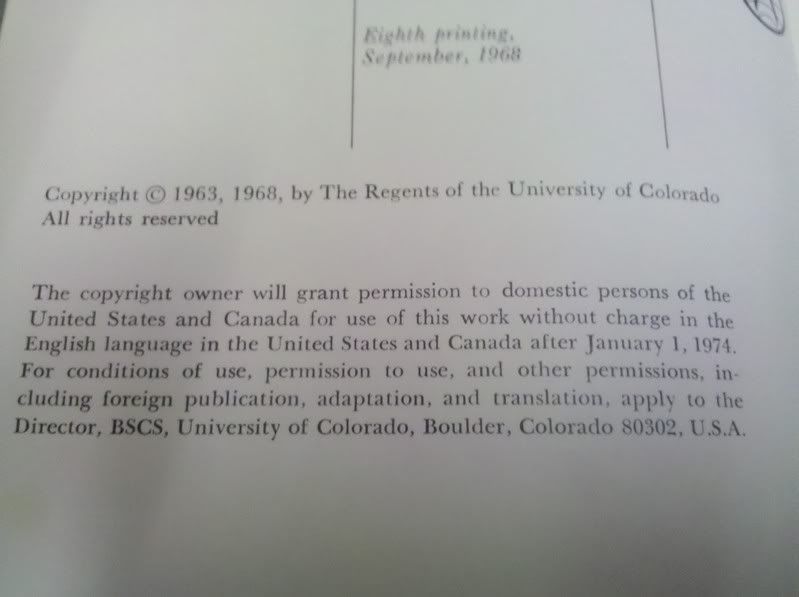 Eighth printing,
September, 1968
Copyright © 1963, 1968, by The Regents of the University of Colorado
All rights reserved
The copyright owner will grant permission to domestic persons of the
United States and Canada for use of this work without charge in the
English language in the United States and Canada after January 1, 1974.
For conditions of use, permission to use, and other permissions, in-
cluding foreign publication, adaptation, and translation, apply to the
Director, BSCS, University of Colorado, Boulder, Colorado 80302, U.S.A.